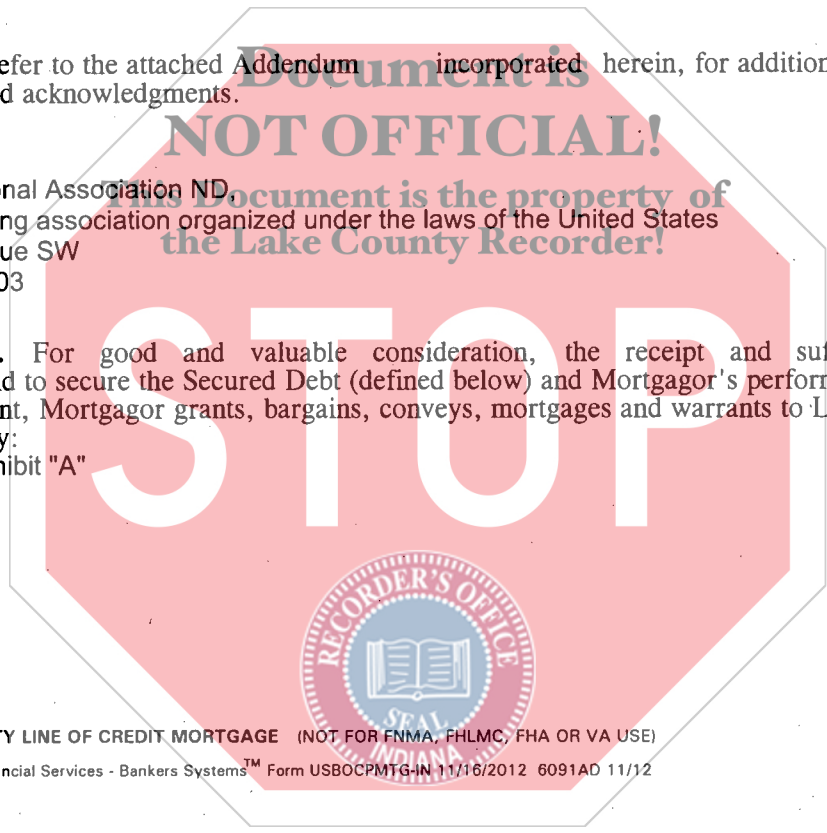 efer to the attached Addendum incorporated herein, for addition
d acknowledgments.
Document is
NOT OFFICIAL!
This Document is the property of
the Lake County Recorder!
onal Association ND,
ng association organized under the laws of the United States
ue SW
03
. For good and valuable consideration, the receipt and suf
d to secure the Secured Debt (defined below) and Mortgagor's perform
nt, Mortgagor grants, bargains, conveys, mortgages and warrants to L
y:
hibit "A"
STOP
RECORDER'S OFFICE
SEAL
INDIANA
TY LINE OF CREDIT MORTGAGE (NOT FOR FNMA, FHLMC, FHA OR VA USE)
ncial Services - Bankers Systems™ Form USBOCPMTG-IN 11/16/2012 6091AD 11/12